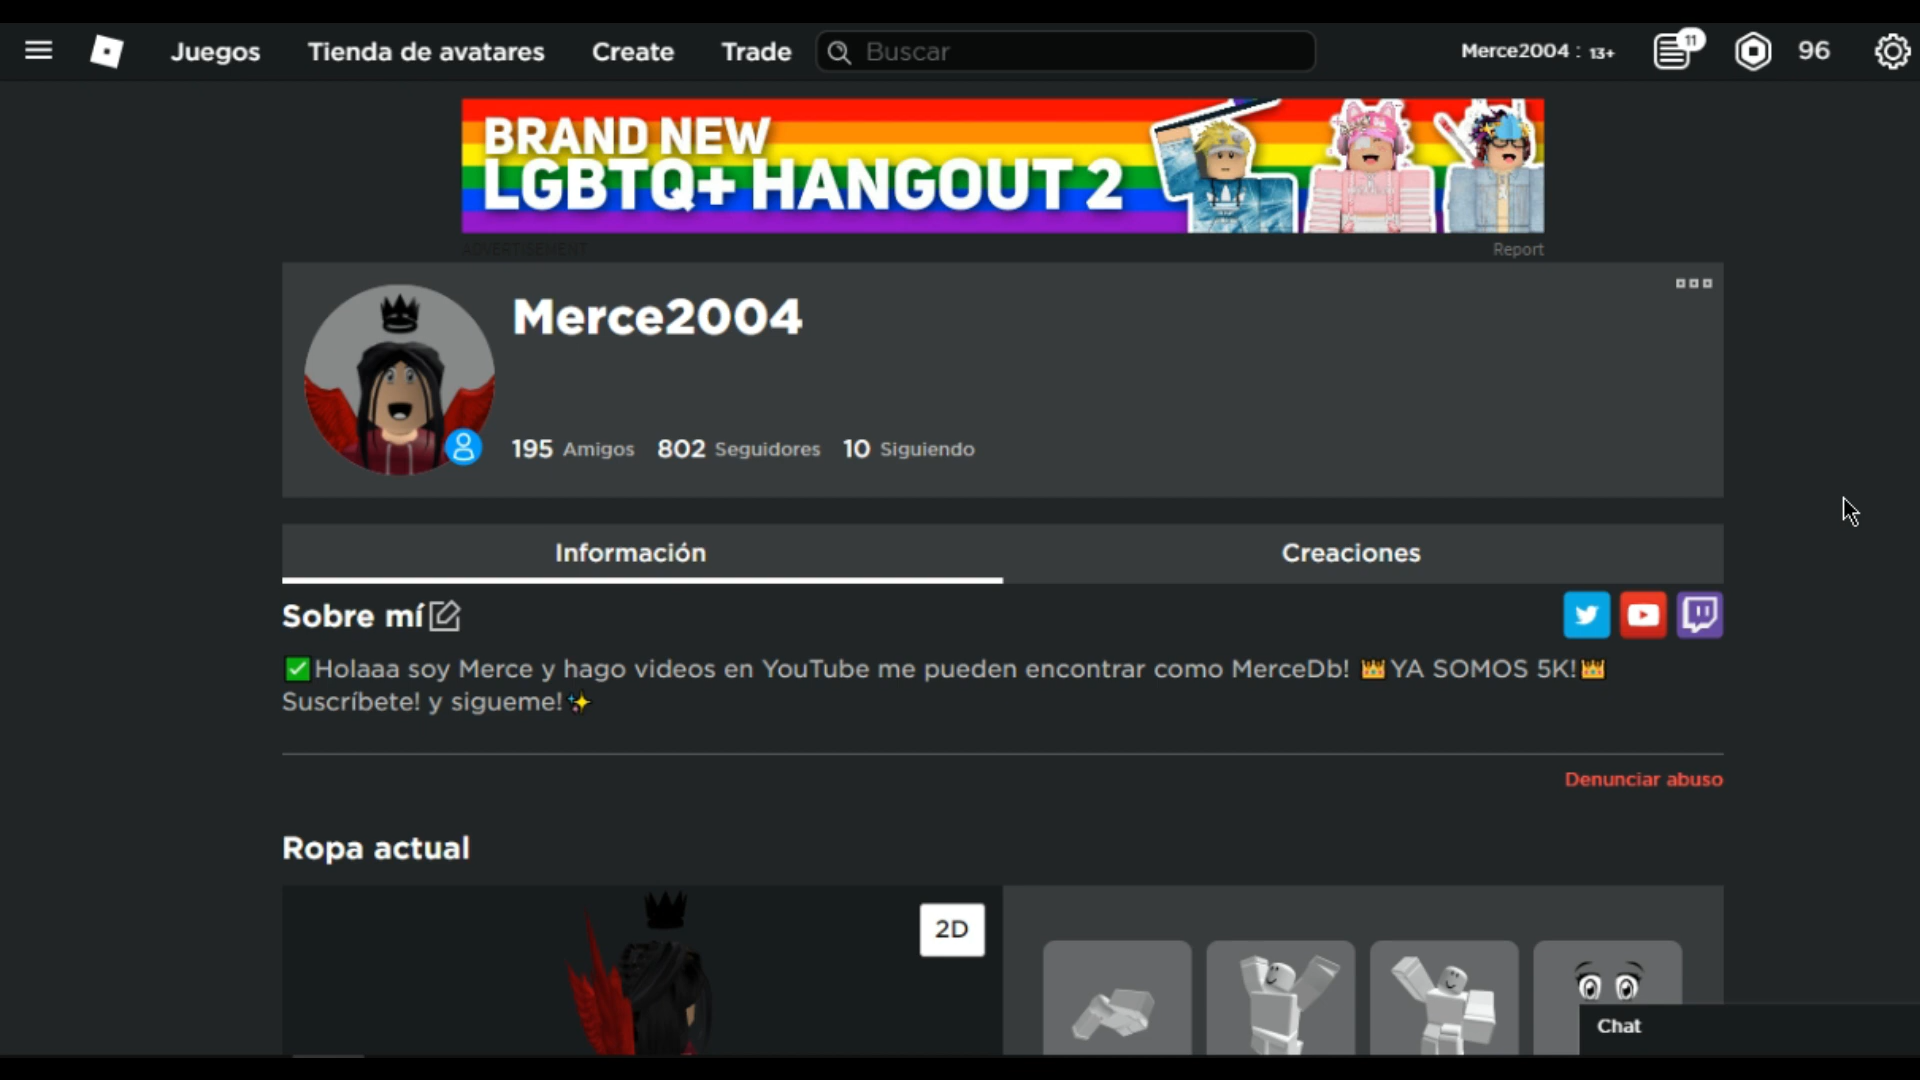 Juegos Tienda de avatares Create Trade Buscar Merce2004 : 13+ 11 96
BRAND NEW
LGBTQ+ HANGOUT 2
ADVERTISEMENT Report
Merce2004
195 Amigos 802 Seguidores 10 Siguiendo
Información Creaciones
Sobre mí
✅Holaaa soy Merce y hago videos en YouTube me pueden encontrar como MerceDb! 👑YA SOMOS 5K!👑
Suscríbete! y sigueme!✨
Denunciar abuso
Ropa actual
2D
Chat